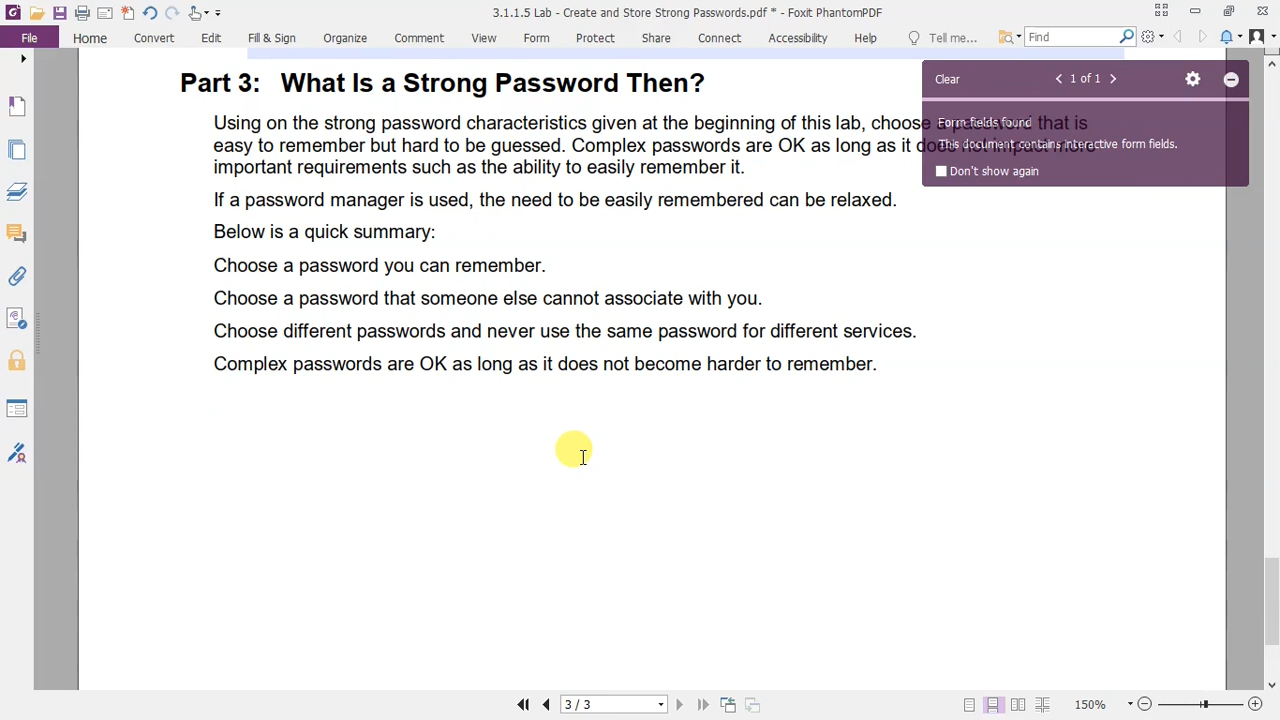 3.1.1.5 Lab - Create and Store Strong Passwords.pdf * - Foxit PhantomPDF
File Home Convert Edit Fill & Sign Organize Comment View Form Protect Share Connect Accessibility Help Tell me... Find
Clear 1 of 1
Form fields found
This document contains interactive form fields.
Don't show again
Part 3: What Is a Strong Password Then?
Using on the strong password characteristics given at the beginning of this lab, choose a password that is
easy to remember but hard to be guessed. Complex passwords are OK as long as it does not impact more
important requirements such as the ability to easily remember it.
If a password manager is used, the need to be easily remembered can be relaxed.
Below is a quick summary:
Choose a password you can remember.
Choose a password that someone else cannot associate with you.
Choose different passwords and never use the same password for different services.
Complex passwords are OK as long as it does not become harder to remember.
3 / 3 150%